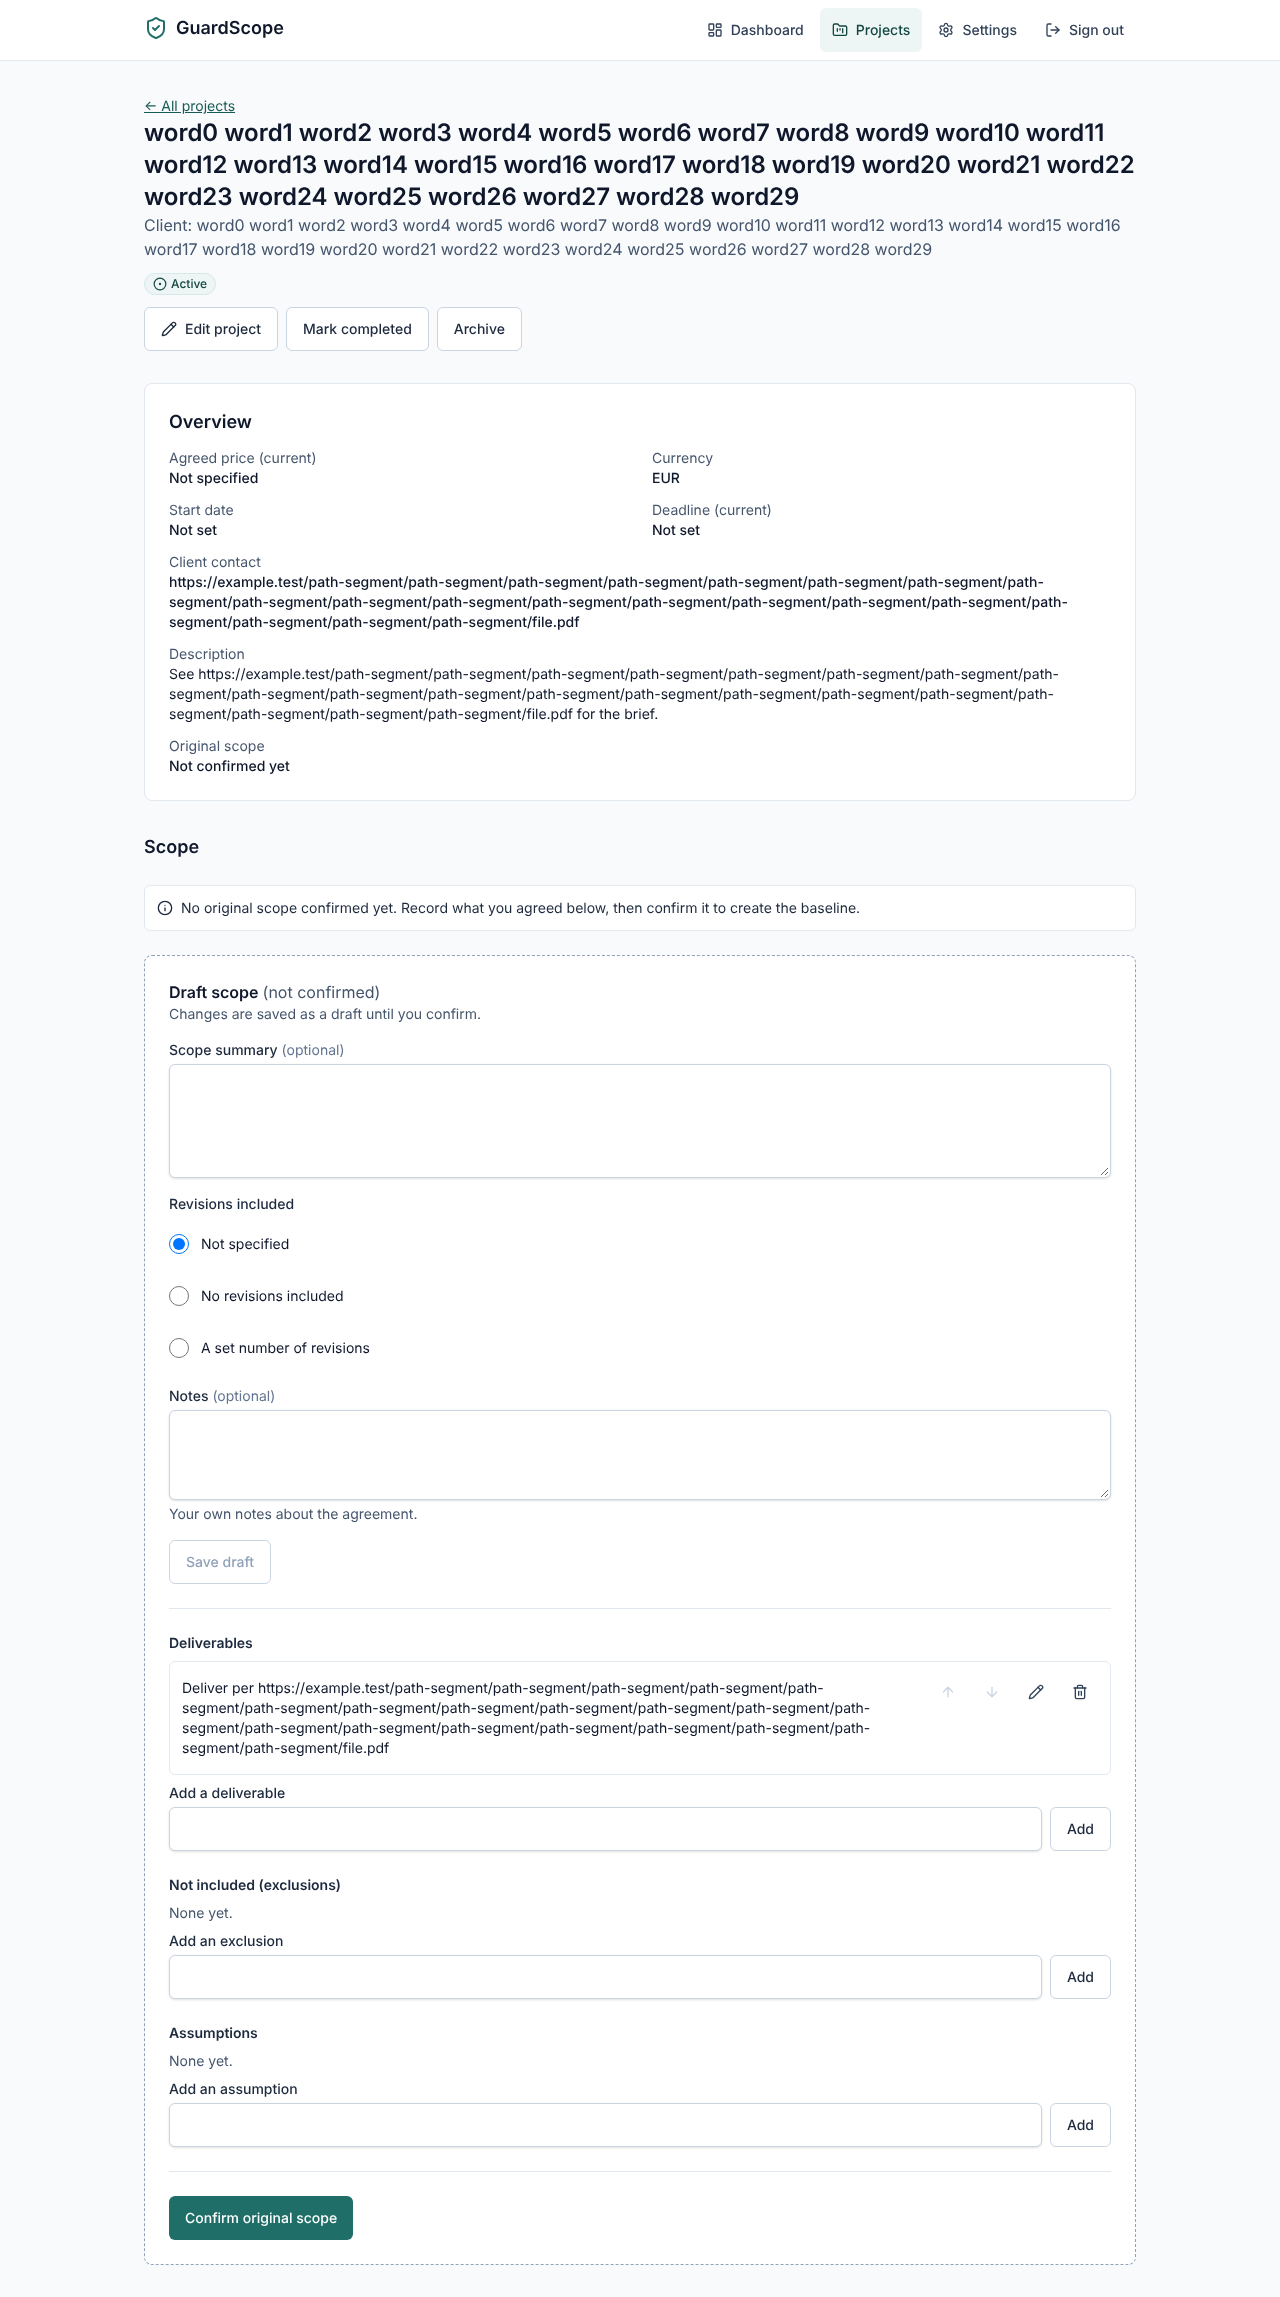 GuardScope
Dashboard
Projects
Settings
Sign out
← All projects
word0 word1 word2 word3 word4 word5 word6 word7 word8 word9 word10 word11
word12 word13 word14 word15 word16 word17 word18 word19 word20 word21 word22
word23 word24 word25 word26 word27 word28 word29
Client: word0 word1 word2 word3 word4 word5 word6 word7 word8 word9 word10 word11 word12 word13 word14 word15 word16
word17 word18 word19 word20 word21 word22 word23 word24 word25 word26 word27 word28 word29
Active
Edit project
Mark completed
Archive
Overview
Agreed price (current)
Not specified
Currency
EUR
Start date
Not set
Deadline (current)
Not set
Client contact
https://example.test/path-segment/path-segment/path-segment/path-segment/path-segment/path-segment/path-segment/path-
segment/path-segment/path-segment/path-segment/path-segment/path-segment/path-segment/path-segment/path-segment/path-
segment/path-segment/path-segment/path-segment/file.pdf
Description
See https://example.test/path-segment/path-segment/path-segment/path-segment/path-segment/path-segment/path-segment/path-
segment/path-segment/path-segment/path-segment/path-segment/path-segment/path-segment/path-segment/path-segment/path-
segment/path-segment/path-segment/path-segment/file.pdf for the brief.
Original scope
Not confirmed yet
Scope
No original scope confirmed yet. Record what you agreed below, then confirm it to create the baseline.
Draft scope (not confirmed)
Changes are saved as a draft until you confirm.
Scope summary (optional)
Revisions included
Not specified
No revisions included
A set number of revisions
Notes (optional)
Your own notes about the agreement.
Save draft
Deliverables
Deliver per https://example.test/path-segment/path-segment/path-segment/path-segment/path-
segment/path-segment/path-segment/path-segment/path-segment/path-segment/path-segment/path-
segment/path-segment/path-segment/path-segment/path-segment/path-segment/path-segment/path-
segment/path-segment/file.pdf
Add a deliverable
Add
Not included (exclusions)
None yet.
Add an exclusion
Add
Assumptions
None yet.
Add an assumption
Add
Confirm original scope